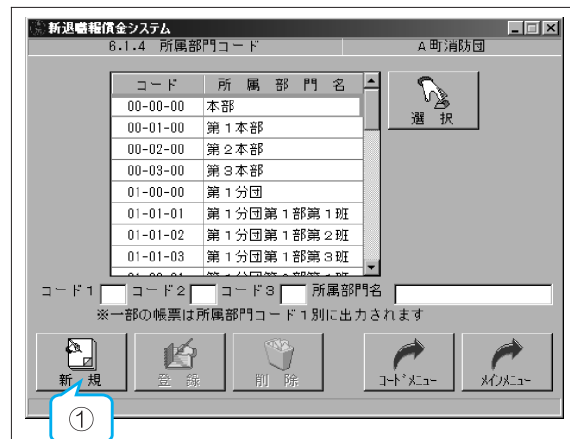 新退職報償金システム
6.1.4 所属部門コード
A町消防団
コード 所属部門名
00-00-00 本部
00-01-00 第1本部
00-02-00 第2本部
00-03-00 第3本部
01-00-00 第1分団
01-01-01 第1分団第1部第1班
01-01-02 第1分団第1部第2班
01-01-03 第1分団第1部第3班
選択
コード1 コード2 コード3 所属部門名
※一部の帳票は所属部門コード1別に出力されます
新規 登録 削除 コードメニュー メインメニュー
①